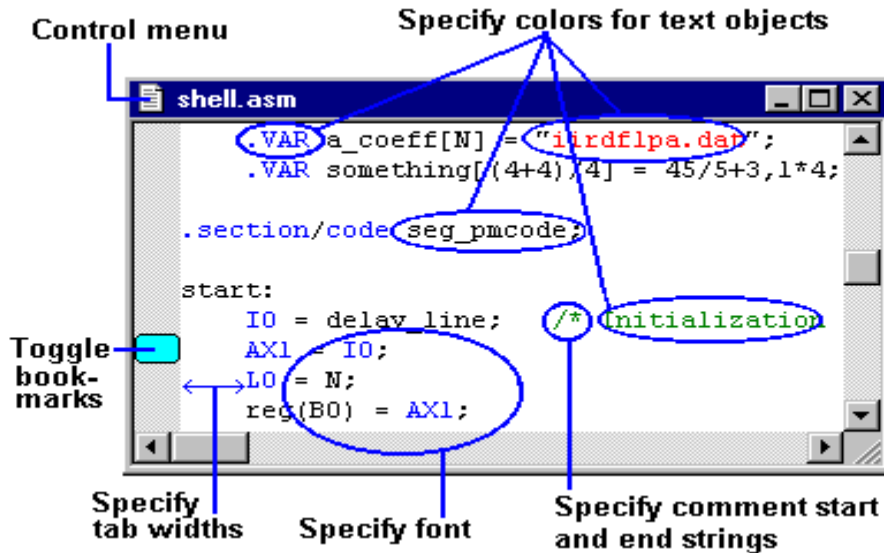 Control menu
Specify colors for text objects
shell.asm
.VAR a_coeff[N] = "iirdflpa.dat";
.VAR something[(4+4)/4] = 45/5+3,1*4;
.section/code seg_pmcode;
start:
I0 = delay_line; /* Initialization
AX1 = I0;
L0 = N;
reg(B0) = AX1;
Toggle
book-
marks
Specify
tab widths
Specify font
Specify comment start
and end strings